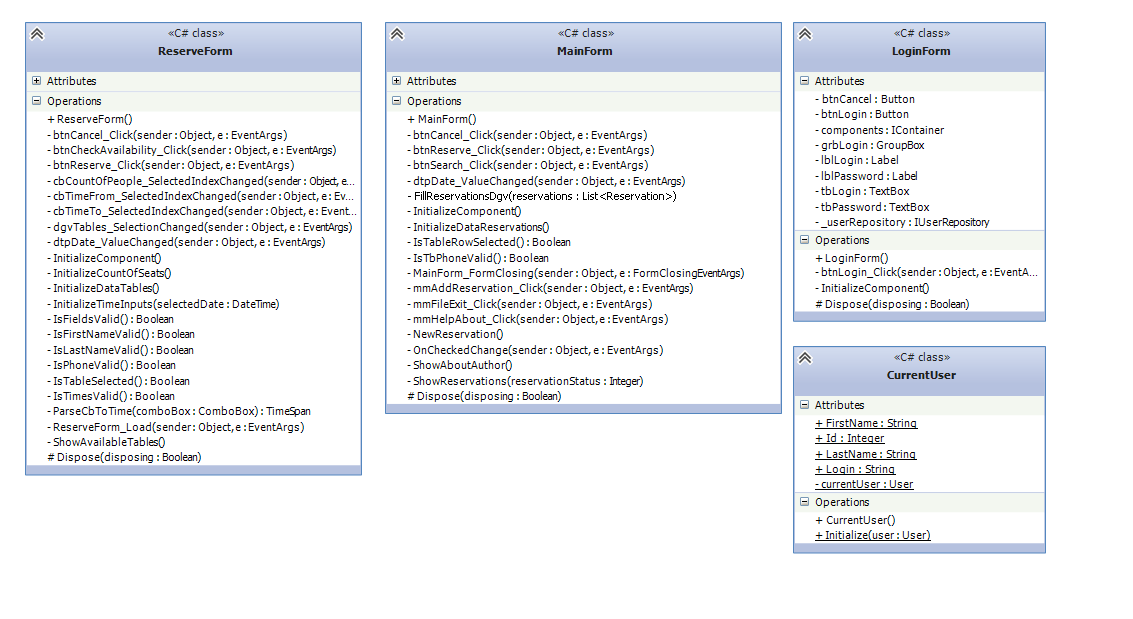 «C# class»
ReserveForm
Attributes
Operations
+ ReserveForm()
- btnCancel_Click(sender : Object, e : EventArgs)
- btnCheckAvailability_Click(sender : Object, e : EventArgs)
- btnReserve_Click(sender : Object, e : EventArgs)
- cbCountOfPeople_SelectedIndexChanged(sender : Object, e...
- cbTimeFrom_SelectedIndexChanged(sender : Object, e : Ev...
- cbTimeTo_SelectedIndexChanged(sender : Object, e : Event...
- dgvTables_SelectionChanged(sender : Object, e : EventArgs)
- dtpDate_ValueChanged(sender : Object, e : EventArgs)
- InitializeComponent()
- InitializeCountOfSeats()
- InitializeDataTables()
- InitializeTimeInputs(selectedDate : DateTime)
- IsFieldsValid() : Boolean
- IsFirstNameValid() : Boolean
- IsLastNameValid() : Boolean
- IsPhoneValid() : Boolean
- IsTableSelected() : Boolean
- IsTimesValid() : Boolean
- ParseCbToTime(comboBox : ComboBox) : TimeSpan
- ReserveForm_Load(sender : Object, e : EventArgs)
- ShowAvailableTables()
# Dispose(disposing : Boolean)
«C# class»
MainForm
Attributes
Operations
+ MainForm()
- btnCancel_Click(sender : Object, e : EventArgs)
- btnReserve_Click(sender : Object, e : EventArgs)
- btnSearch_Click(sender : Object, e : EventArgs)
- dtpDate_ValueChanged(sender : Object, e : EventArgs)
- FillReservationsDgv(reservations : List<Reservation>)
- InitializeComponent()
- InitializeDataReservations()
- IsTableRowSelected() : Boolean
- IsTbPhoneValid() : Boolean
- MainForm_FormClosing(sender : Object, e : FormClosingEventArgs)
- mmAddReservation_Click(sender : Object, e : EventArgs)
- mmFileExit_Click(sender : Object, e : EventArgs)
- mmHelpAbout_Click(sender : Object, e : EventArgs)
- NewReservation()
- OnCheckedChange(sender : Object, e : EventArgs)
- ShowAboutAuthor()
- ShowReservations(reservationStatus : Integer)
# Dispose(disposing : Boolean)
«C# class»
LoginForm
Attributes
- btnCancel : Button
- btnLogin : Button
- components : IContainer
- grbLogin : GroupBox
- lblLogin : Label
- lblPassword : Label
- tbLogin : TextBox
- tbPassword : TextBox
- _userRepository : IUserRepository
Operations
+ LoginForm()
- btnLogin_Click(sender : Object, e : EventA...
- InitializeComponent()
# Dispose(disposing : Boolean)
«C# class»
CurrentUser
Attributes
+ FirstName : String
+ Id : Integer
+ LastName : String
+ Login : String
- currentUser : User
Operations
+ CurrentUser()
+ Initialize(user : User)